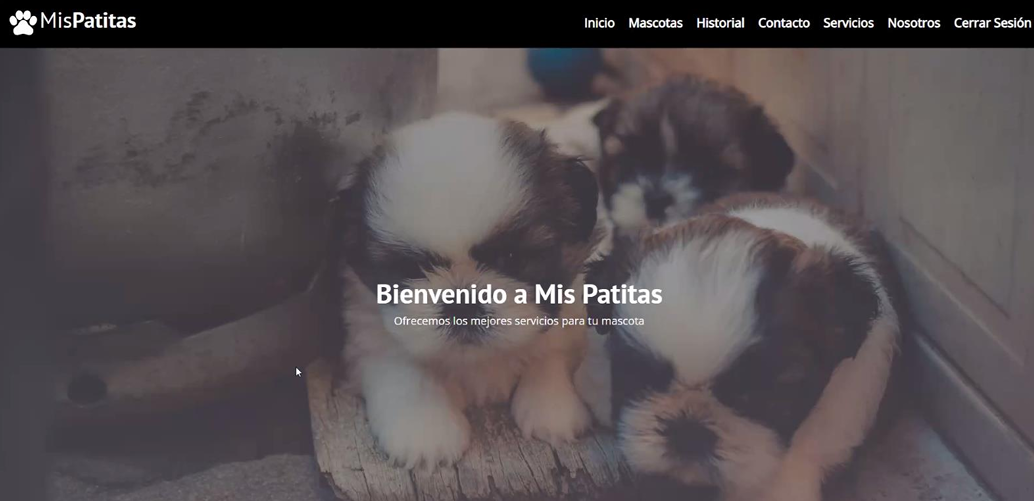 MisPatitas
Inicio Mascotas Historial Contacto Servicios Nosotros Cerrar Sesión
Bienvenido a Mis Patitas
Ofrecemos los mejores servicios para tu mascota